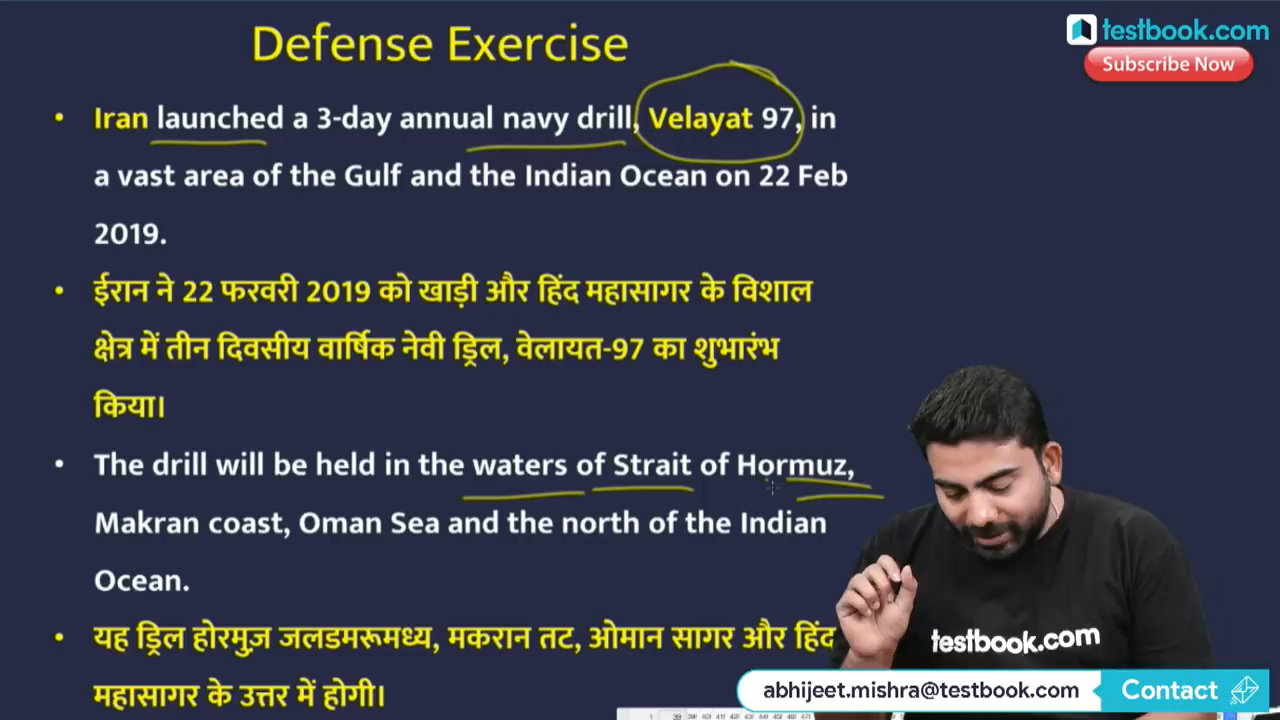 Defense Exercise
testbook.com
Subscribe Now
• Iran launched a 3-day annual navy drill, Velayat 97, in
a vast area of the Gulf and the Indian Ocean on 22 Feb
2019.
• ईरान ने 22 फरवरी 2019 को खाड़ी और हिंद महासागर के विशाल
क्षेत्र में तीन दिवसीय वार्षिक नेवी ड्रिल, वेलायत-97 का शुभारंभ
किया।
• The drill will be held in the waters of Strait of Hormuz,
Makran coast, Oman Sea and the north of the Indian
Ocean.
• यह ड्रिल होरमुज़ जलडमरूमध्य, मकरान तट, ओमान सागर और हिंद
महासागर के उत्तर में होगी।
testbook.com
abhijeet.mishra@testbook.com
Contact